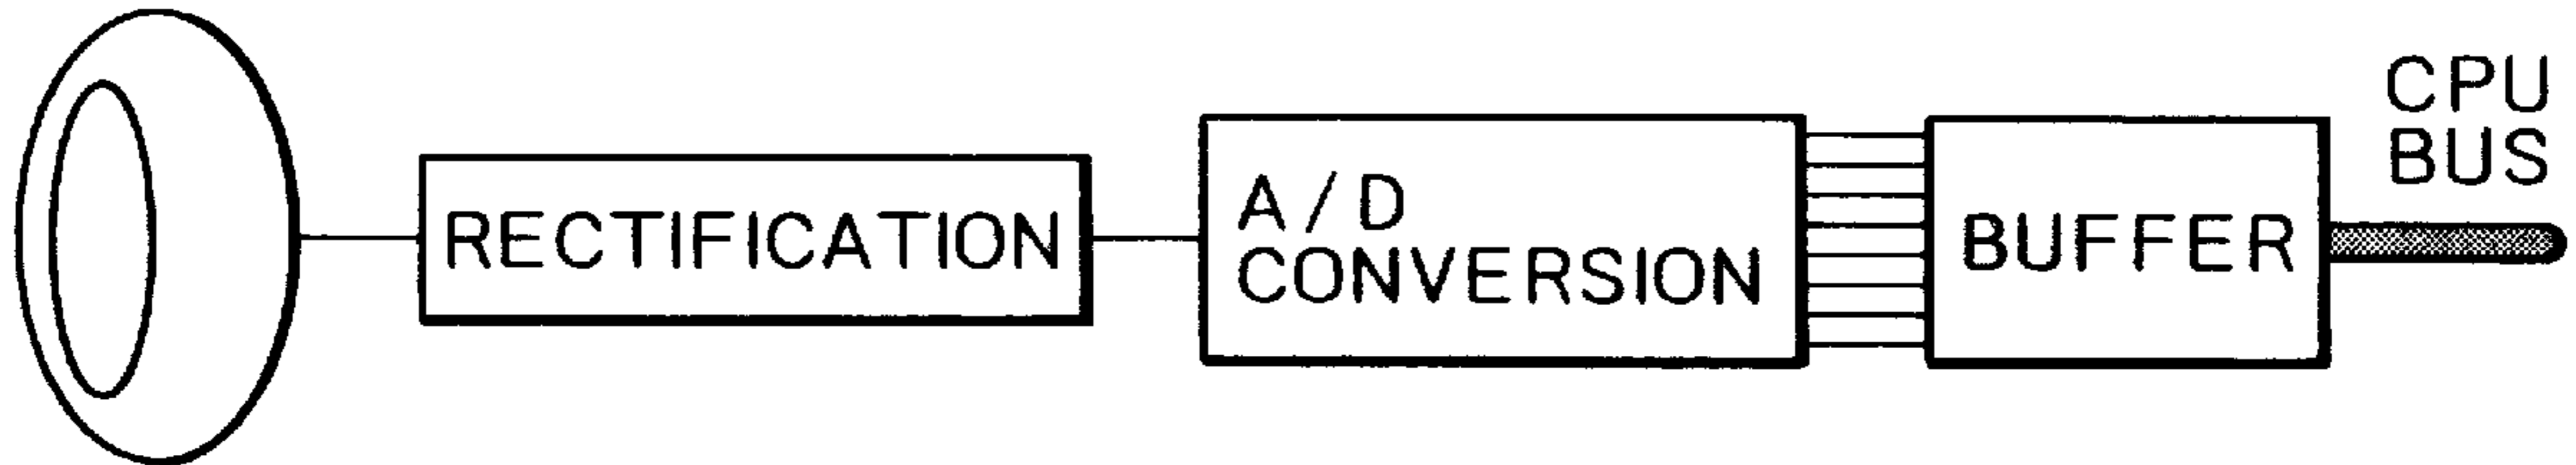 RECTIFICATION
A/D
CONVERSION
BUFFER
CPU
BUS